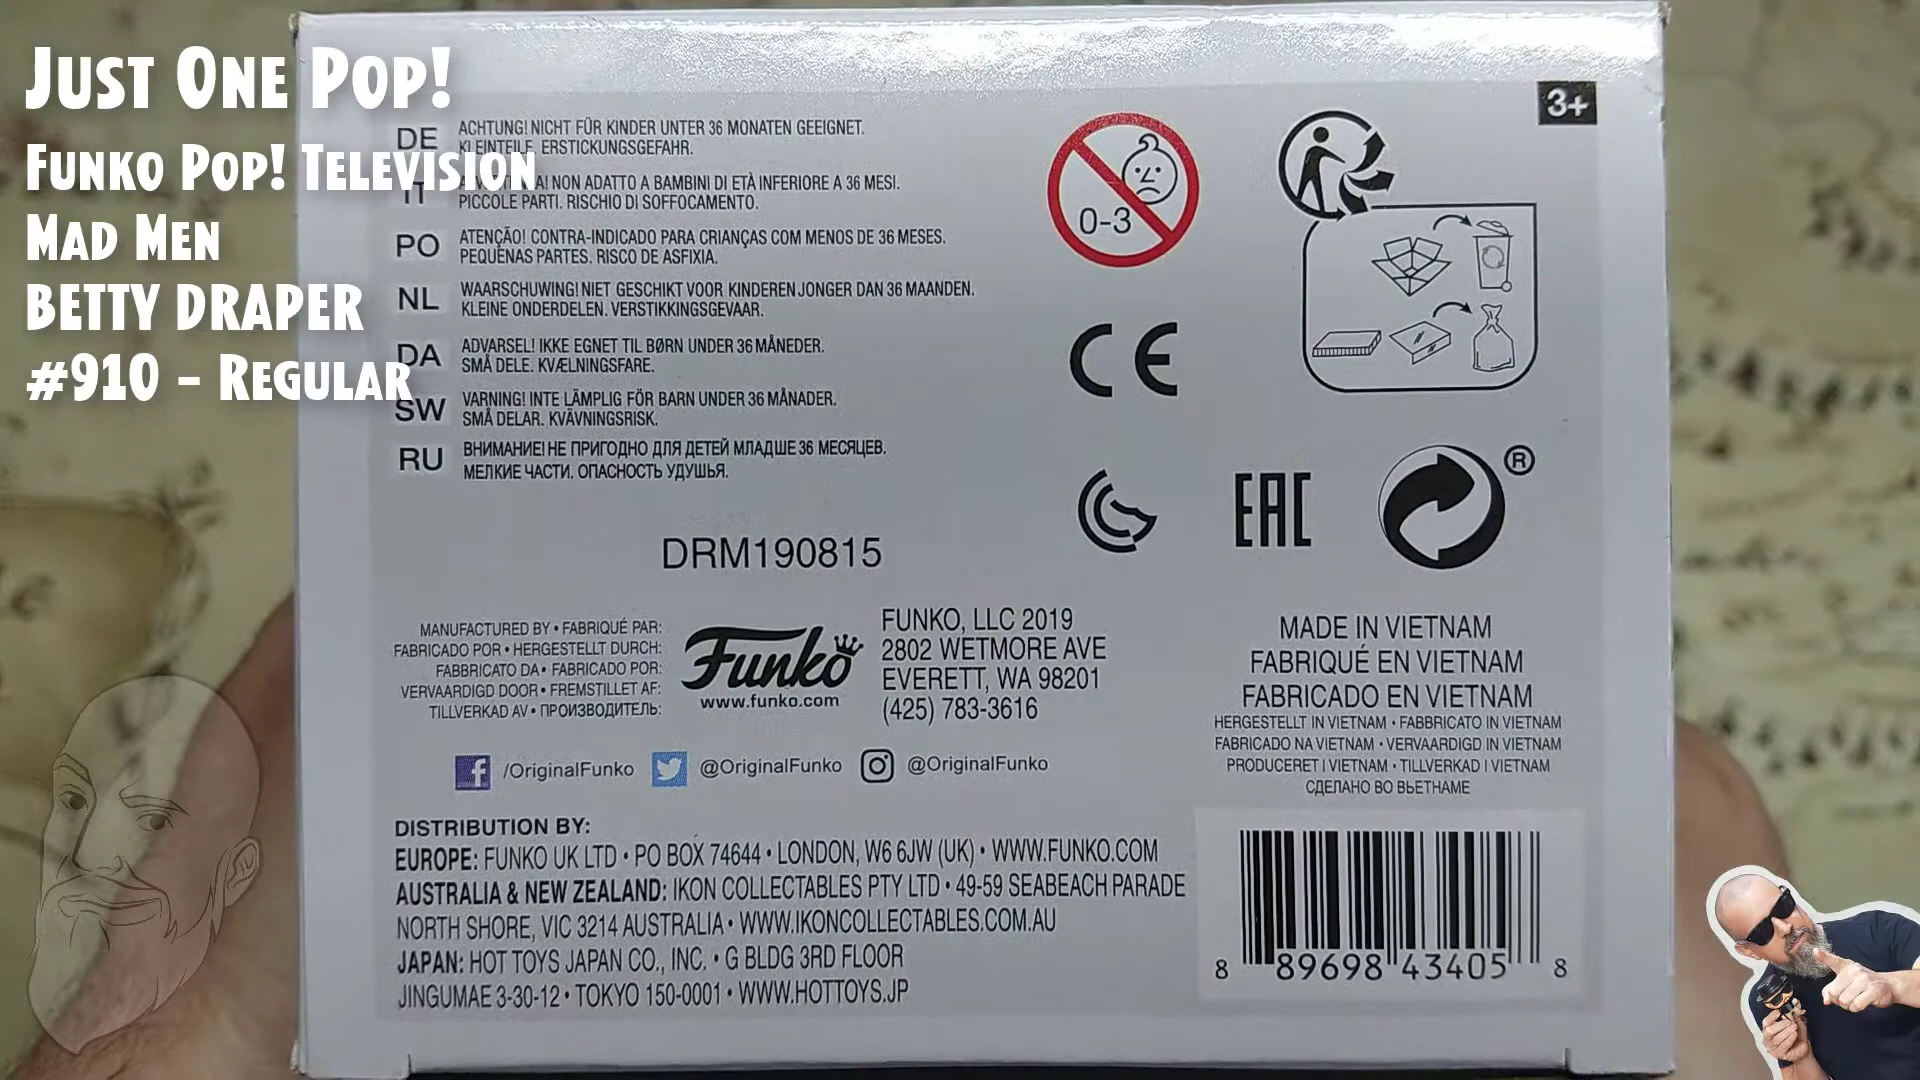 Just One Pop!
Funko Pop! Television
Mad Men
BETTY DRAPER
#910 - Regular
3+
DE ACHTUNG! NICHT FÜR KINDER UNTER 36 MONATEN GEEIGNET.
KLEINTEILE. ERSTICKUNGSGEFAHR.
IT NON ADATTO A BAMBINI DI ETÀ INFERIORE A 36 MESI.
PICCOLE PARTI. RISCHIO DI SOFFOCAMENTO.
PO ATENÇÃO! CONTRA-INDICADO PARA CRIANÇAS COM MENOS DE 36 MESES.
PEQUENAS PARTES. RISCO DE ASFIXIA.
NL WAARSCHUWING! NIET GESCHIKT VOOR KINDEREN JONGER DAN 36 MAANDEN.
KLEINE ONDERDELEN. VERSTIKKINGSGEVAAR.
DA ADVARSEL! IKKE EGNET TIL BØRN UNDER 36 MÅNEDER.
SMÅ DELE. KVÆLNINGSFARE.
SW VARNING! INTE LÄMPLIG FÖR BARN UNDER 36 MÅNADER.
SMÅ DELAR. KVÄVNINGSRISK.
RU ВНИМАНИЕ! НЕ ПРИГОДНО ДЛЯ ДЕТЕЙ МЛАДШЕ 36 МЕСЯЦЕВ.
МЕЛКИЕ ЧАСТИ. ОПАСНОСТЬ УДУШЬЯ.
0-3
CE
EAC
®
DRM190815
MANUFACTURED BY • FABRIQUÉ PAR:
FABRICADO POR • HERGESTELLT DURCH:
FABBRICATO DA • FABRICADO POR:
VERVAARDIGD DOOR • FREMSTILLET AF:
TILLVERKAD AV • ПРОИЗВОДИТЕЛЬ:
Funko
www.funko.com
FUNKO, LLC 2019
2802 WETMORE AVE
EVERETT, WA 98201
(425) 783-3616
MADE IN VIETNAM
FABRIQUÉ EN VIETNAM
FABRICADO EN VIETNAM
HERGESTELLT IN VIETNAM • FABBRICATO IN VIETNAM
FABRICADO NA VIETNAM • VERVAARDIGD IN VIETNAM
PRODUCERET I VIETNAM • TILLVERKAD I VIETNAM
СДЕЛАНО ВО ВЬЕТНАМЕ
/OriginalFunko @OriginalFunko @OriginalFunko
DISTRIBUTION BY:
EUROPE: FUNKO UK LTD • PO BOX 74644 • LONDON, W6 6JW (UK) • WWW.FUNKO.COM
AUSTRALIA & NEW ZEALAND: IKON COLLECTABLES PTY LTD • 49-59 SEABEACH PARADE
NORTH SHORE, VIC 3214 AUSTRALIA • WWW.IKONCOLLECTABLES.COM.AU
JAPAN: HOT TOYS JAPAN CO., INC. • G BLDG 3RD FLOOR
JINGUMAE 3-30-12 • TOKYO 150-0001 • WWW.HOTTOYS.JP
8 89698 43405 8